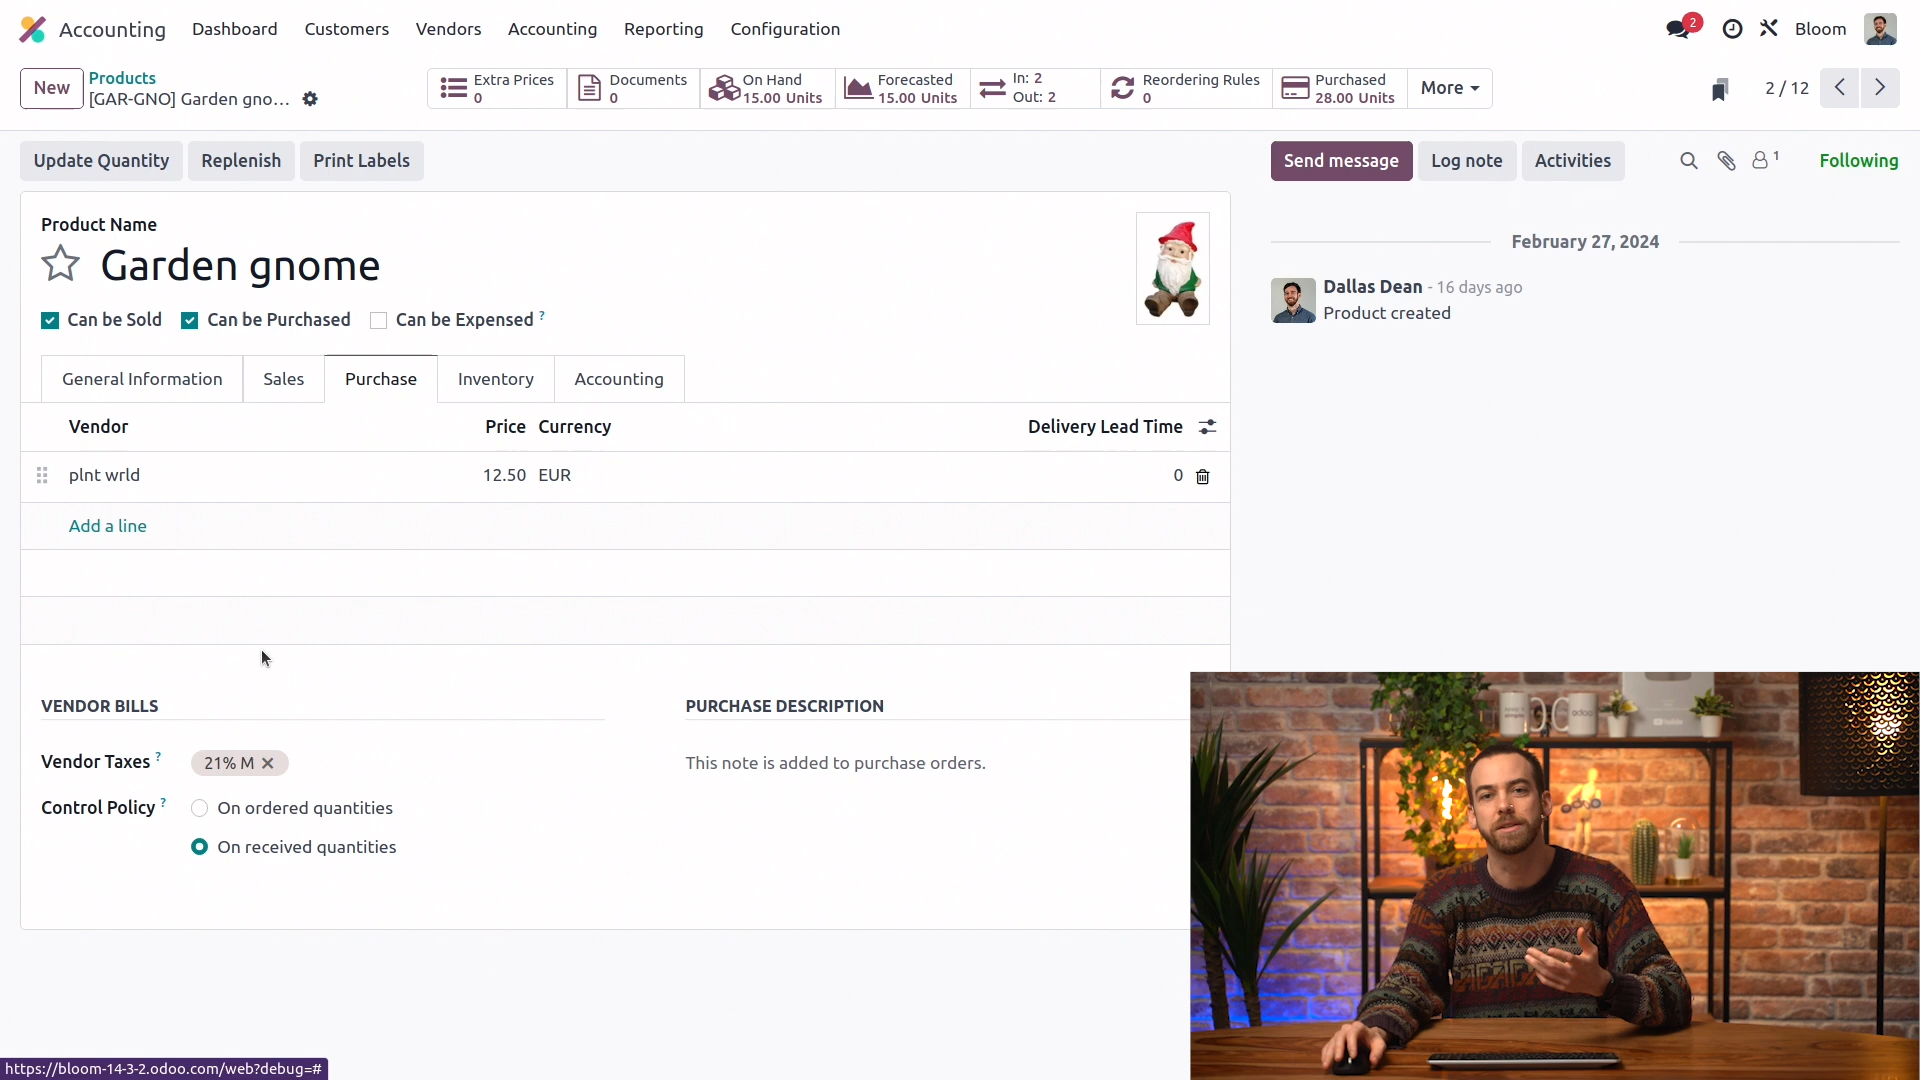 Accounting Dashboard Customers Vendors Accounting Reporting Configuration 2 Bloom
New Products [GAR-GNO] Garden gno...
Extra Prices 0
Documents 0
On Hand 15.00 Units
Forecasted 15.00 Units
In: 2 Out: 2
Reordering Rules 0
Purchased 28.00 Units
More
2 / 12
Update Quantity Replenish Print Labels
Send message Log note Activities 1 Following
Product Name
Garden gnome
Can be Sold Can be Purchased Can be Expensed ?
General Information Sales Purchase Inventory Accounting
Vendor Price Currency Delivery Lead Time
plnt wrld 12.50 EUR 0
Add a line
VENDOR BILLS
Vendor Taxes ? 21% M
Control Policy ? On ordered quantities
On received quantities
PURCHASE DESCRIPTION
This note is added to purchase orders.
February 27, 2024
Dallas Dean - 16 days ago
Product created
https://bloom-14-3-2.odoo.com/web?debug=#